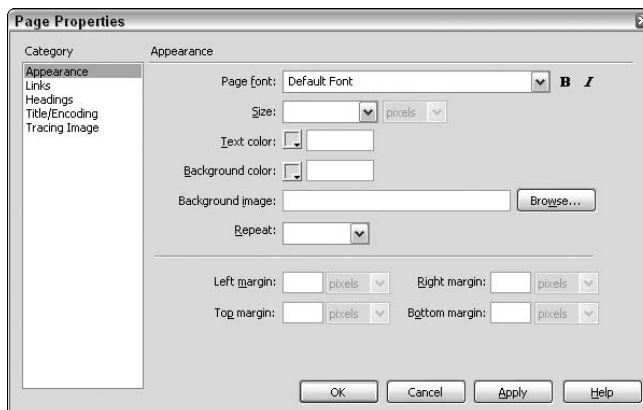 Page Properties
Category
Appearance
Links
Headings
Title/Encoding
Tracing Image
Appearance
Page font: Default Font B I
Size: pixels
Text color:
Background color:
Background image: Browse...
Repeat:
Left margin: pixels Right margin: pixels
Top margin: pixels Bottom margin: pixels
OK Cancel Apply Help